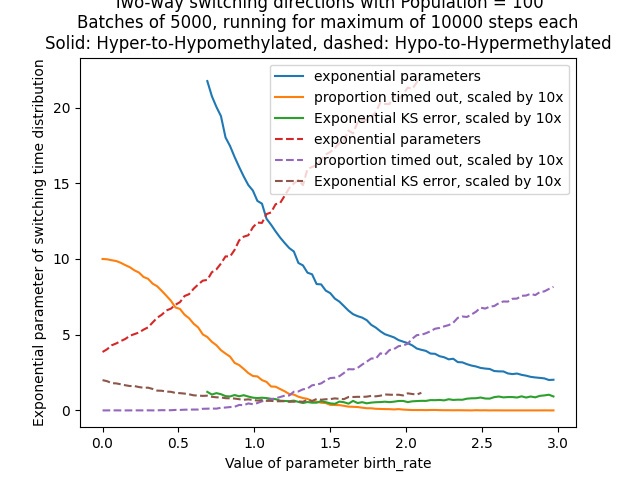 Two-way switching directions with Population = 100
Batches of 5000, running for maximum of 10000 steps each
Solid: Hyper-to-Hypomethylated, dashed: Hypo-to-Hypermethylated
exponential parameters
proportion timed out, scaled by 10x
Exponential KS error, scaled by 10x
exponential parameters
proportion timed out, scaled by 10x
Exponential KS error, scaled by 10x
Exponential parameter of switching time distribution
20
15
10
5
0
0.0 0.5 1.0 1.5 2.0 2.5 3.0
Value of parameter birth_rate